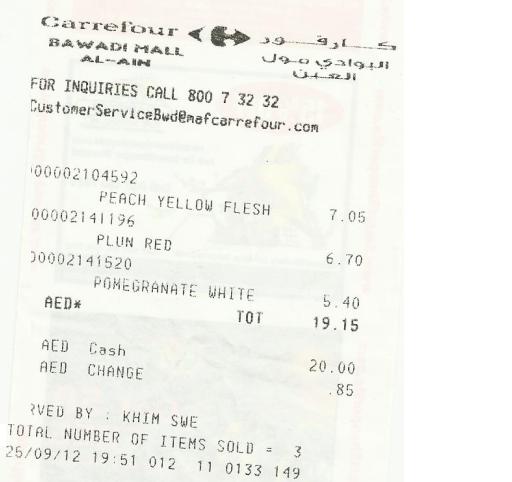 Carrefour كارفور
BAWADI MALL البوادي مول
AL-AIN العين
FOR INQUIRIES CALL 800 7 32 32
CustomerServiceBwd@mafcarrefour.com
00002104592
PEACH YELLOW FLESH 7.05
00002141196
PLUN RED 6.70
00002141520
POMEGRANATE WHITE 5.40
AED* TOT 19.15
AED Cash 20.00
AED CHANGE .85
RVED BY : KHIM SWE
TOTAL NUMBER OF ITEMS SOLD = 3
26/09/12 19:51 012 11 0133 149